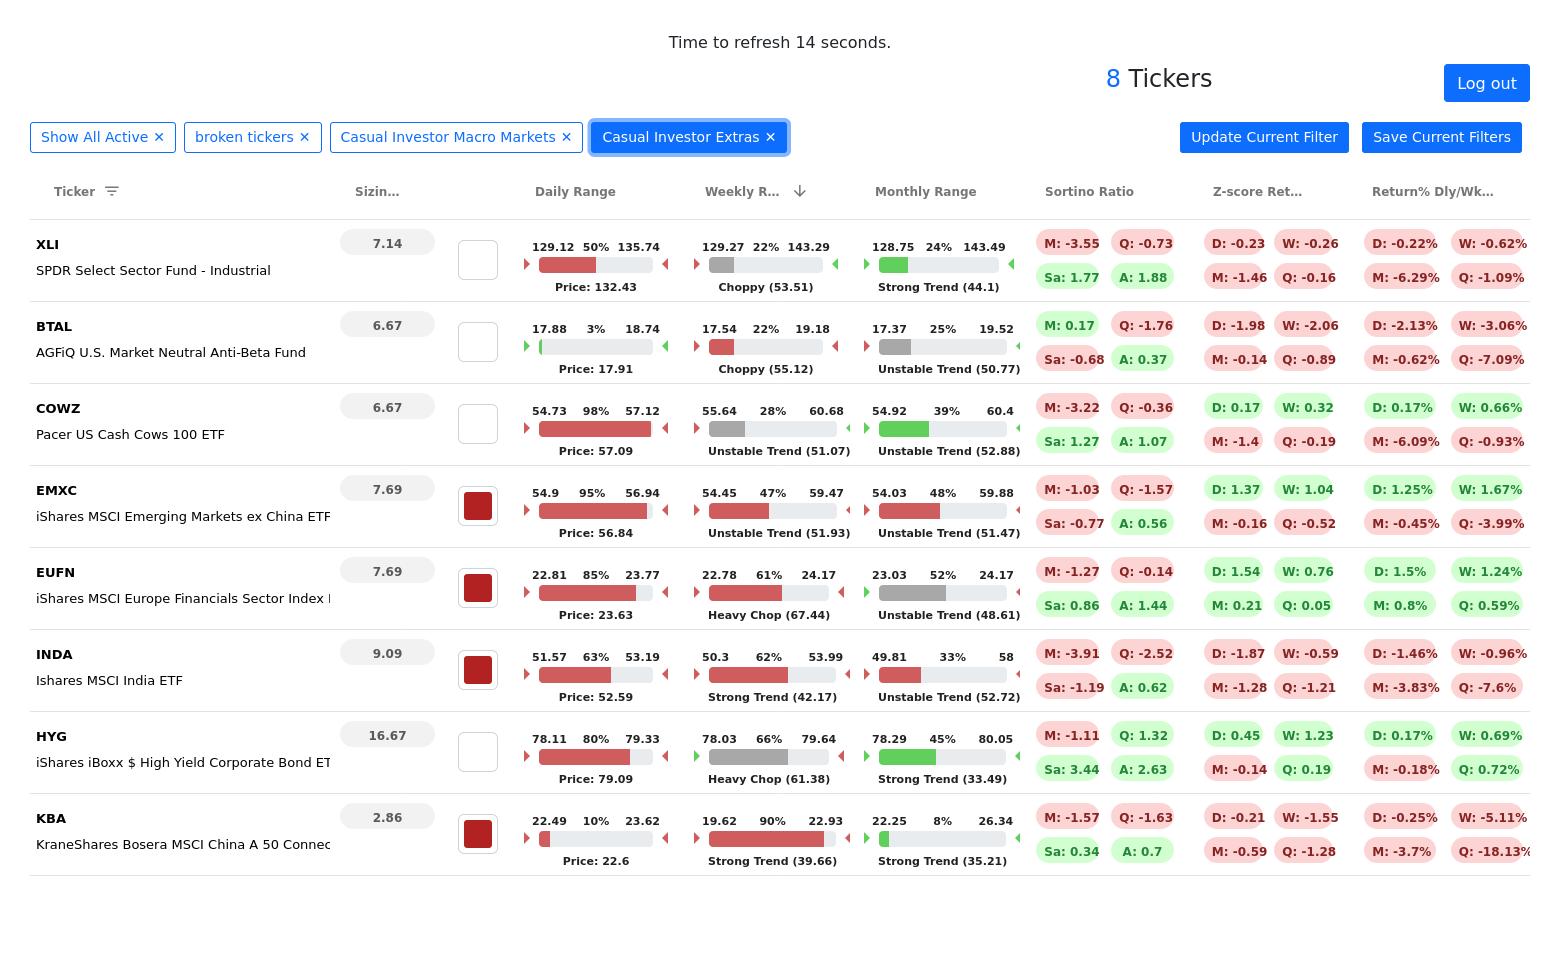 Time to refresh 14 seconds.
8 Tickers
Log out
Show All Active ✕ broken tickers ✕ Casual Investor Macro Markets ✕ Casual Investor Extras ✕ Update Current Filter Save Current Filters
Ticker Sizin… Daily Range Weekly R… Monthly Range Sortino Ratio Z-score Ret… Return% Dly/Wk…
XLI 7.14 129.12 50% 135.74 129.27 22% 143.29 128.75 24% 143.49 M: -3.55 Q: -0.73 D: -0.23 W: -0.26 D: -0.22% W: -0.62%
SPDR Select Sector Fund - Industrial Sa: 1.77 A: 1.88 M: -1.46 Q: -0.16 M: -6.29% Q: -1.09%
Price: 132.43 Choppy (53.51) Strong Trend (44.1)
BTAL 6.67 17.88 3% 18.74 17.54 22% 19.18 17.37 25% 19.52 M: 0.17 Q: -1.76 D: -1.98 W: -2.06 D: -2.13% W: -3.06%
AGFiQ U.S. Market Neutral Anti-Beta Fund Sa: -0.68 A: 0.37 M: -0.14 Q: -0.89 M: -0.62% Q: -7.09%
Price: 17.91 Choppy (55.12) Unstable Trend (50.77)
COWZ 6.67 54.73 98% 57.12 55.64 28% 60.68 54.92 39% 60.4 M: -3.22 Q: -0.36 D: 0.17 W: 0.32 D: 0.17% W: 0.66%
Pacer US Cash Cows 100 ETF Sa: 1.27 A: 1.07 M: -1.4 Q: -0.19 M: -6.09% Q: -0.93%
Price: 57.09 Unstable Trend (51.07) Unstable Trend (52.88)
EMXC 7.69 54.9 95% 56.94 54.45 47% 59.47 54.03 48% 59.88 M: -1.03 Q: -1.57 D: 1.37 W: 1.04 D: 1.25% W: 1.67%
iShares MSCI Emerging Markets ex China ETF Sa: -0.77 A: 0.56 M: -0.16 Q: -0.52 M: -0.45% Q: -3.99%
Price: 56.84 Unstable Trend (51.93) Unstable Trend (51.47)
EUFN 7.69 22.81 85% 23.77 22.78 61% 24.17 23.03 52% 24.17 M: -1.27 Q: -0.14 D: 1.54 W: 0.76 D: 1.5% W: 1.24%
iShares MSCI Europe Financials Sector Index Sa: 0.86 A: 1.44 M: 0.21 Q: 0.05 M: 0.8% Q: 0.59%
Price: 23.63 Heavy Chop (67.44) Unstable Trend (48.61)
INDA 9.09 51.57 63% 53.19 50.3 62% 53.99 49.81 33% 58 M: -3.91 Q: -2.52 D: -1.87 W: -0.59 D: -1.46% W: -0.96%
Ishares MSCI India ETF Sa: -1.19 A: 0.62 M: -1.28 Q: -1.21 M: -3.83% Q: -7.6%
Price: 52.59 Strong Trend (42.17) Unstable Trend (52.72)
HYG 16.67 78.11 80% 79.33 78.03 66% 79.64 78.29 45% 80.05 M: -1.11 Q: 1.32 D: 0.45 W: 1.23 D: 0.17% W: 0.69%
iShares iBoxx $ High Yield Corporate Bond ET Sa: 3.44 A: 2.63 M: -0.14 Q: 0.19 M: -0.18% Q: 0.72%
Price: 79.09 Heavy Chop (61.38) Strong Trend (33.49)
KBA 2.86 22.49 10% 23.62 19.62 90% 22.93 22.25 8% 26.34 M: -1.57 Q: -1.63 D: -0.21 W: -1.55 D: -0.25% W: -5.11%
KraneShares Bosera MSCI China A 50 Connec Sa: 0.34 A: 0.7 M: -0.59 Q: -1.28 M: -3.7% Q: -18.13%
Price: 22.6 Strong Trend (39.66) Strong Trend (35.21)